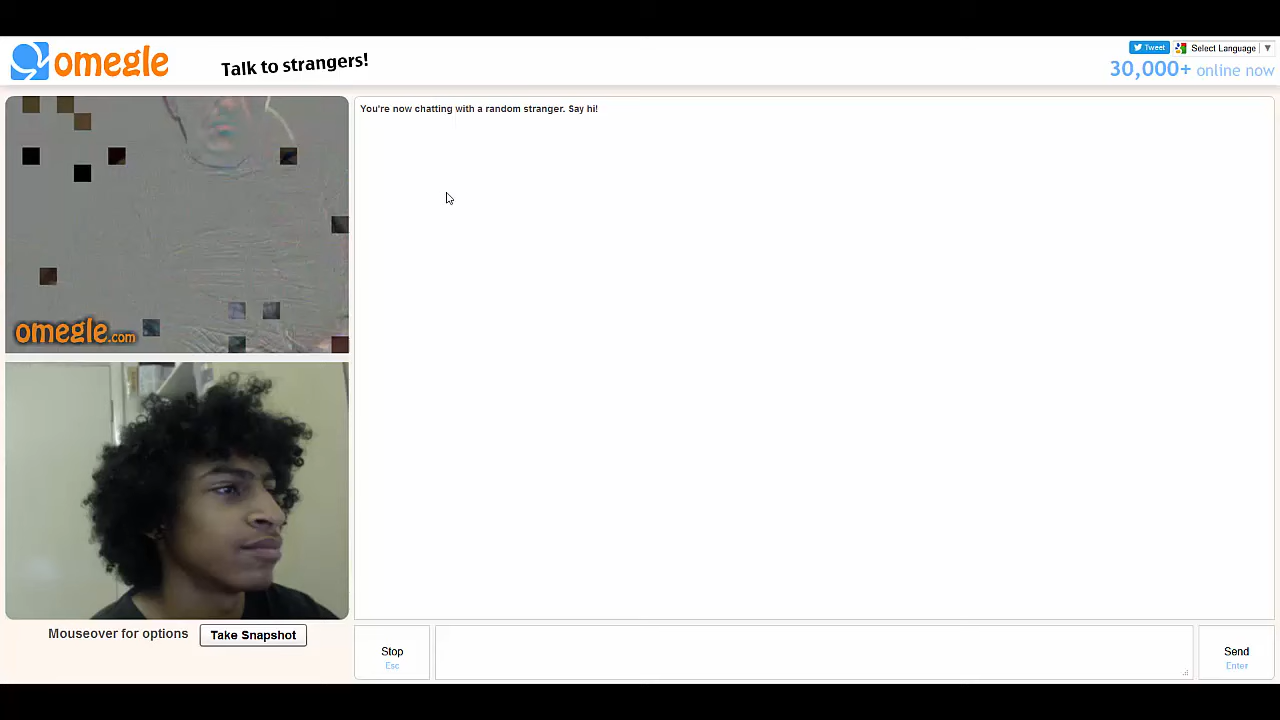 omegle
Talk to strangers!
Tweet
Select Language
30,000+ online now
You're now chatting with a random stranger. Say hi!
omegle.com
Mouseover for options
Take Snapshot
Stop
Esc
Send
Enter